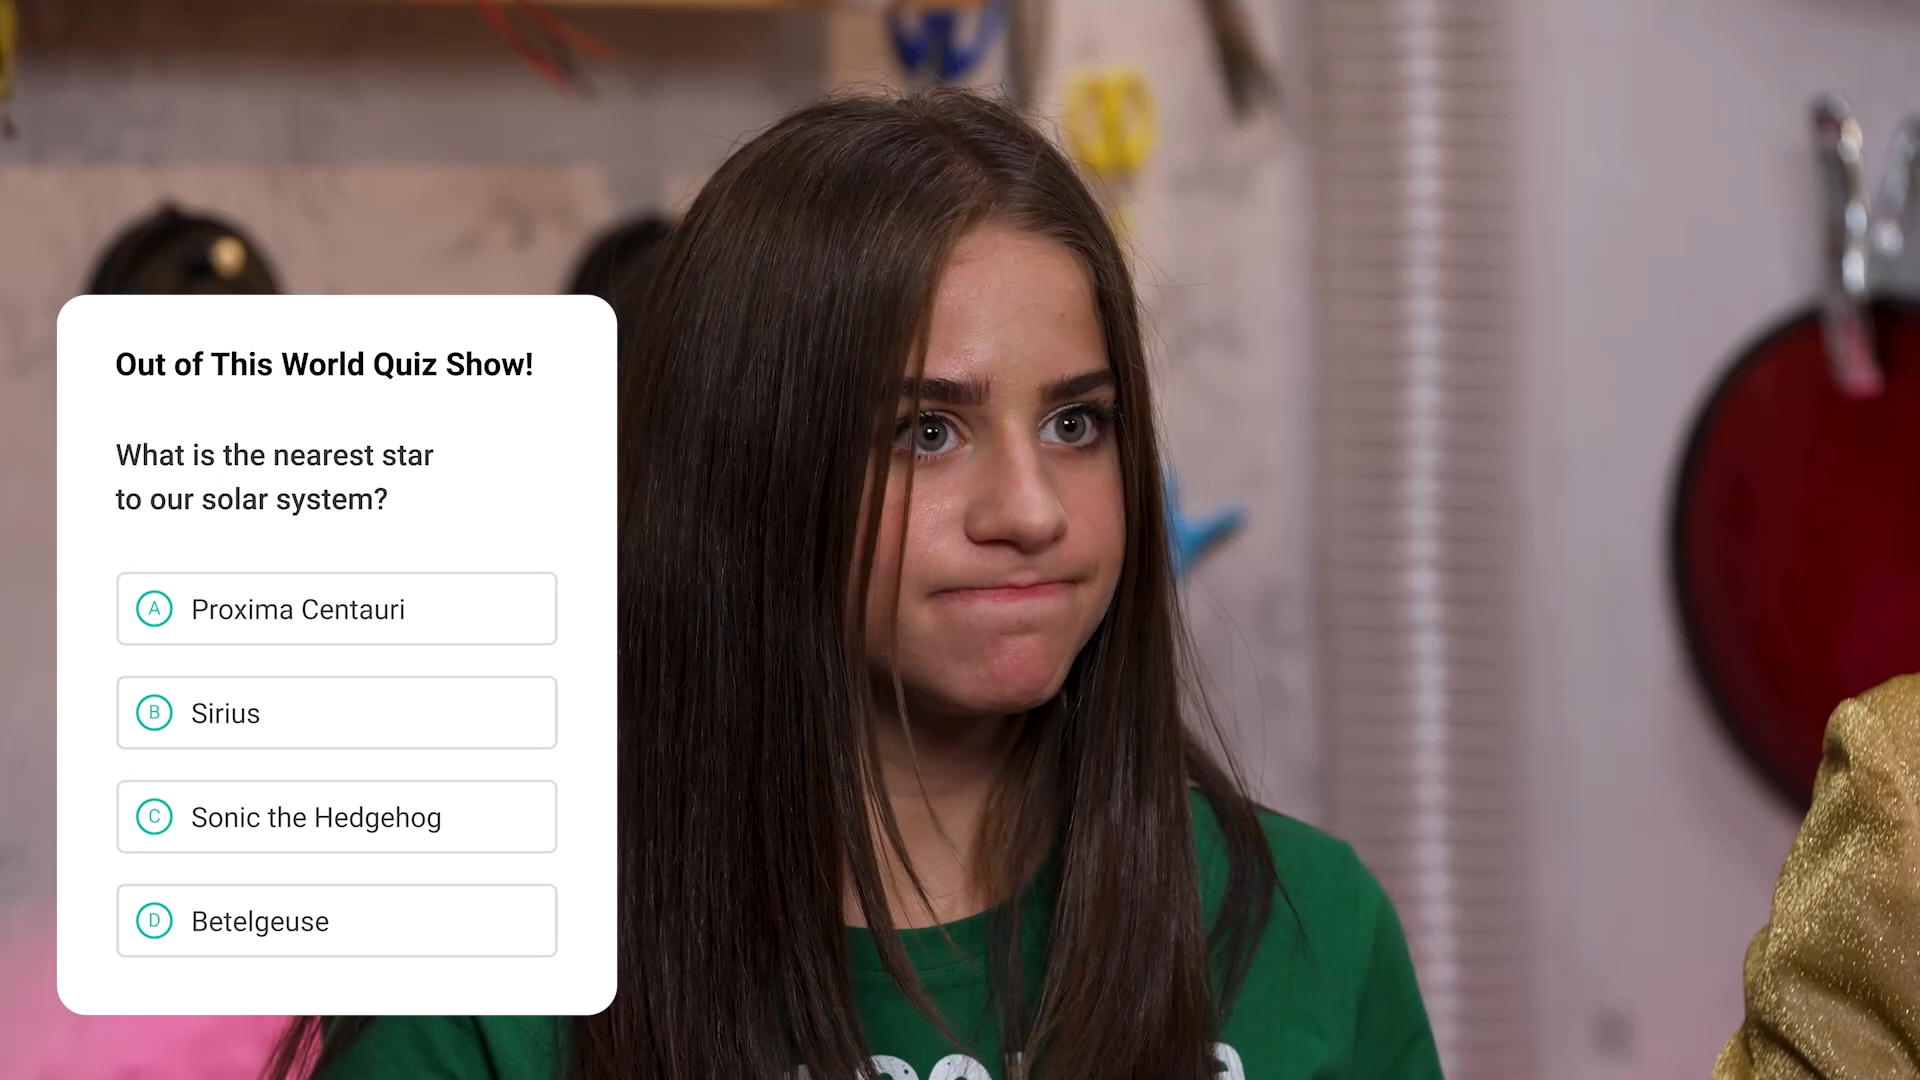 Out of This World Quiz Show!
What is the nearest star
to our solar system?
A Proxima Centauri
B Sirius
C Sonic the Hedgehog
D Betelgeuse